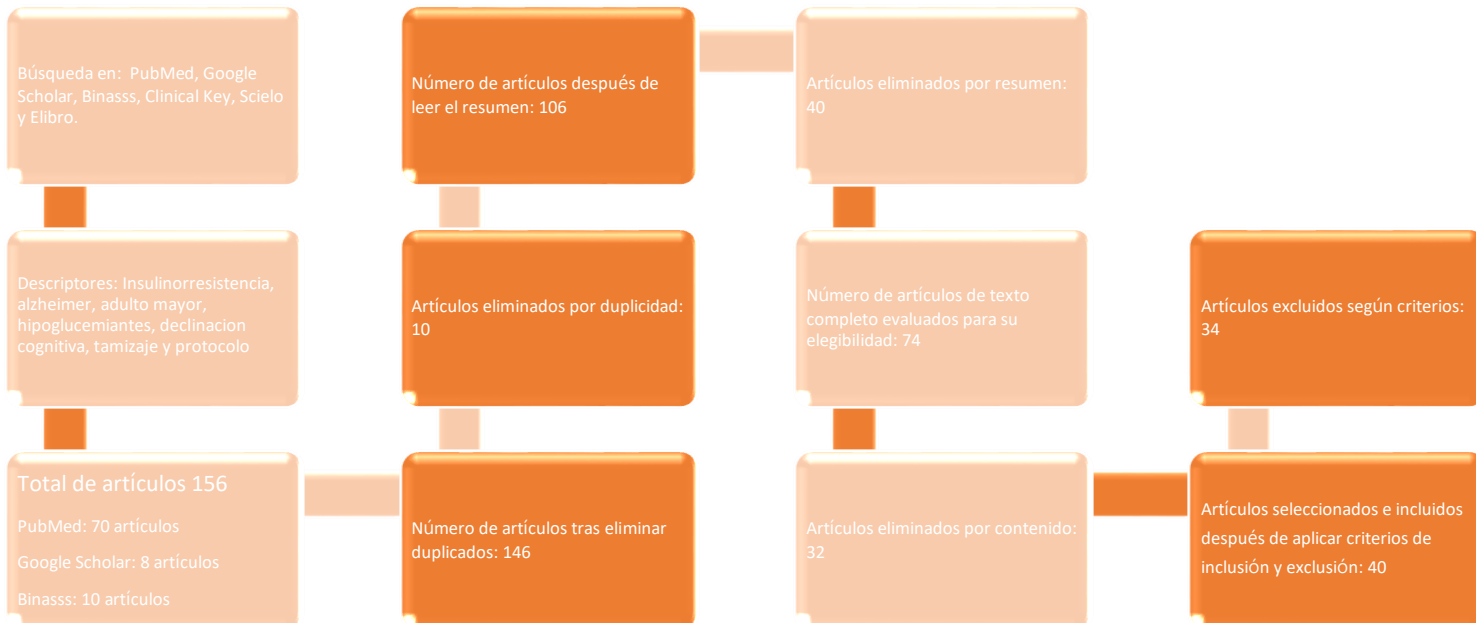 Búsqueda en: PubMed, Google
Scholar, Binasss, Clinical Key, Scielo
y Elibro.
Descriptores: Insulinorresistencia,
alzheimer, adulto mayor,
hipoglucemiantes, declinacion
cognitiva, tamizaje y protocolo
Total de artículos 156
PubMed: 70 artículos
Google Scholar: 8 artículos
Binasss: 10 artículos
Número de artículos tras eliminar
duplicados: 146
Artículos eliminados por duplicidad:
10
Número de artículos después de
leer el resumen: 106
Artículos eliminados por resumen:
40
Número de artículos de texto
completo evaluados para su
elegibilidad: 74
Artículos eliminados por contenido:
32
Artículos seleccionados e incluidos
después de aplicar criterios de
inclusión y exclusión: 40
Artículos excluidos según criterios:
34